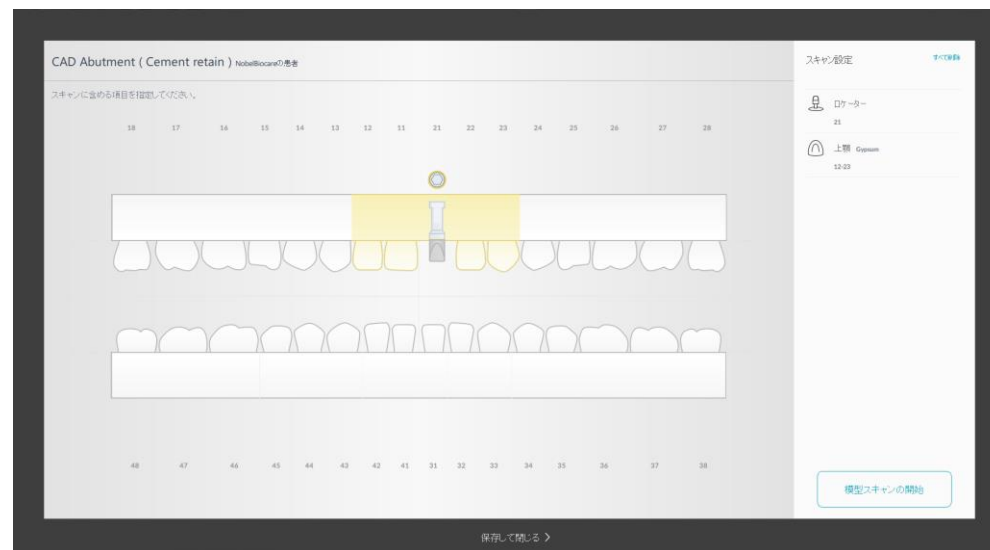 CAD Abutment ( Cement retain ) NobelBiocareの患者
スキャンに含める項目を指定してください。
18 17 16 15 14 13 12 11 21 22 23 24 25 26 27 28
48 47 46 45 44 43 42 41 31 32 33 34 35 36 37 38
スキャン設定 すべて削除
ロケーター
21
上顎 Gypsum
12-23
模型スキャンの開始
保存して閉じる >